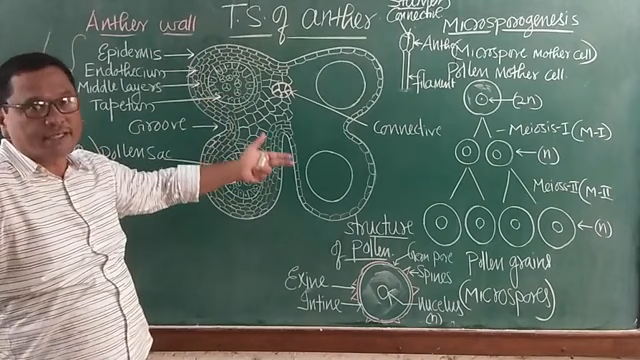 Anther wall
Epidermis
Endothecium
Middle layers
Tapetum
Groove
Pollen Sac
T.S. of anther
Connective
Connective
Anther
filament
Microsporogenesis
(Microspore mother cell)
Pollen mother cell
(2n)
Meiosis-I (M-I)
(n)
Meiosis-II (M-II
(n)
Pollen grains
(MICROSPORES)
Structure
of Pollen
Germ pore
Spines
Exine
Intine
nucelus
(n)